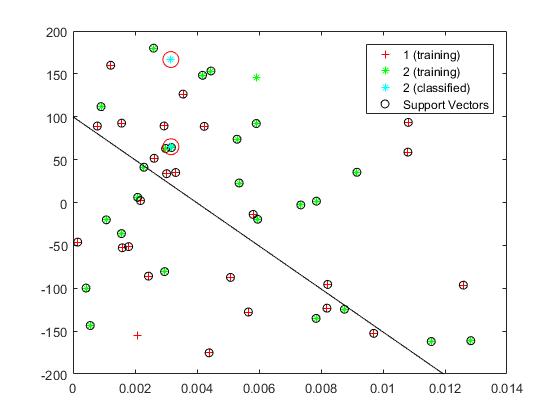 200
150
100
50
0
-50
-100
-150
-200
0 0.002 0.004 0.006 0.008 0.01 0.012 0.014
1 (training)
2 (training)
2 (classified)
Support Vectors